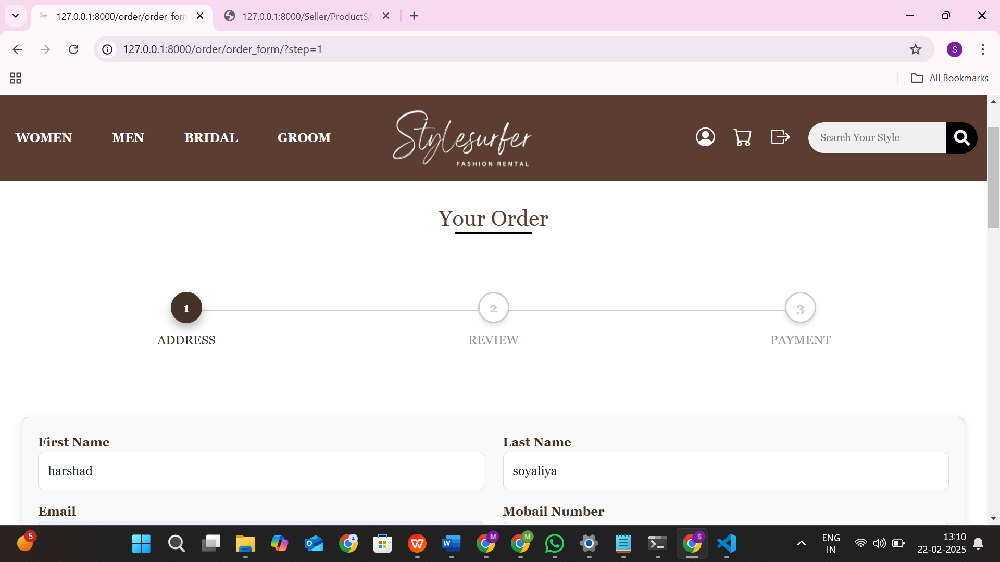 127.0.0.1:8000/order/order_forn
127.0.0.1:8000/Seller/ProductS/
127.0.0.1:8000/order/order_form/?step=1
S
All Bookmarks
WOMEN MEN BRIDAL GROOM
Stylesurfer
FASHION RENTAL
Search Your Style
Your Order
1 2 3
ADDRESS REVIEW PAYMENT
First Name Last Name
harshad soyaliya
Email Mobail Number
5
M M S
W
ENG
IN
13:10
22-02-2025